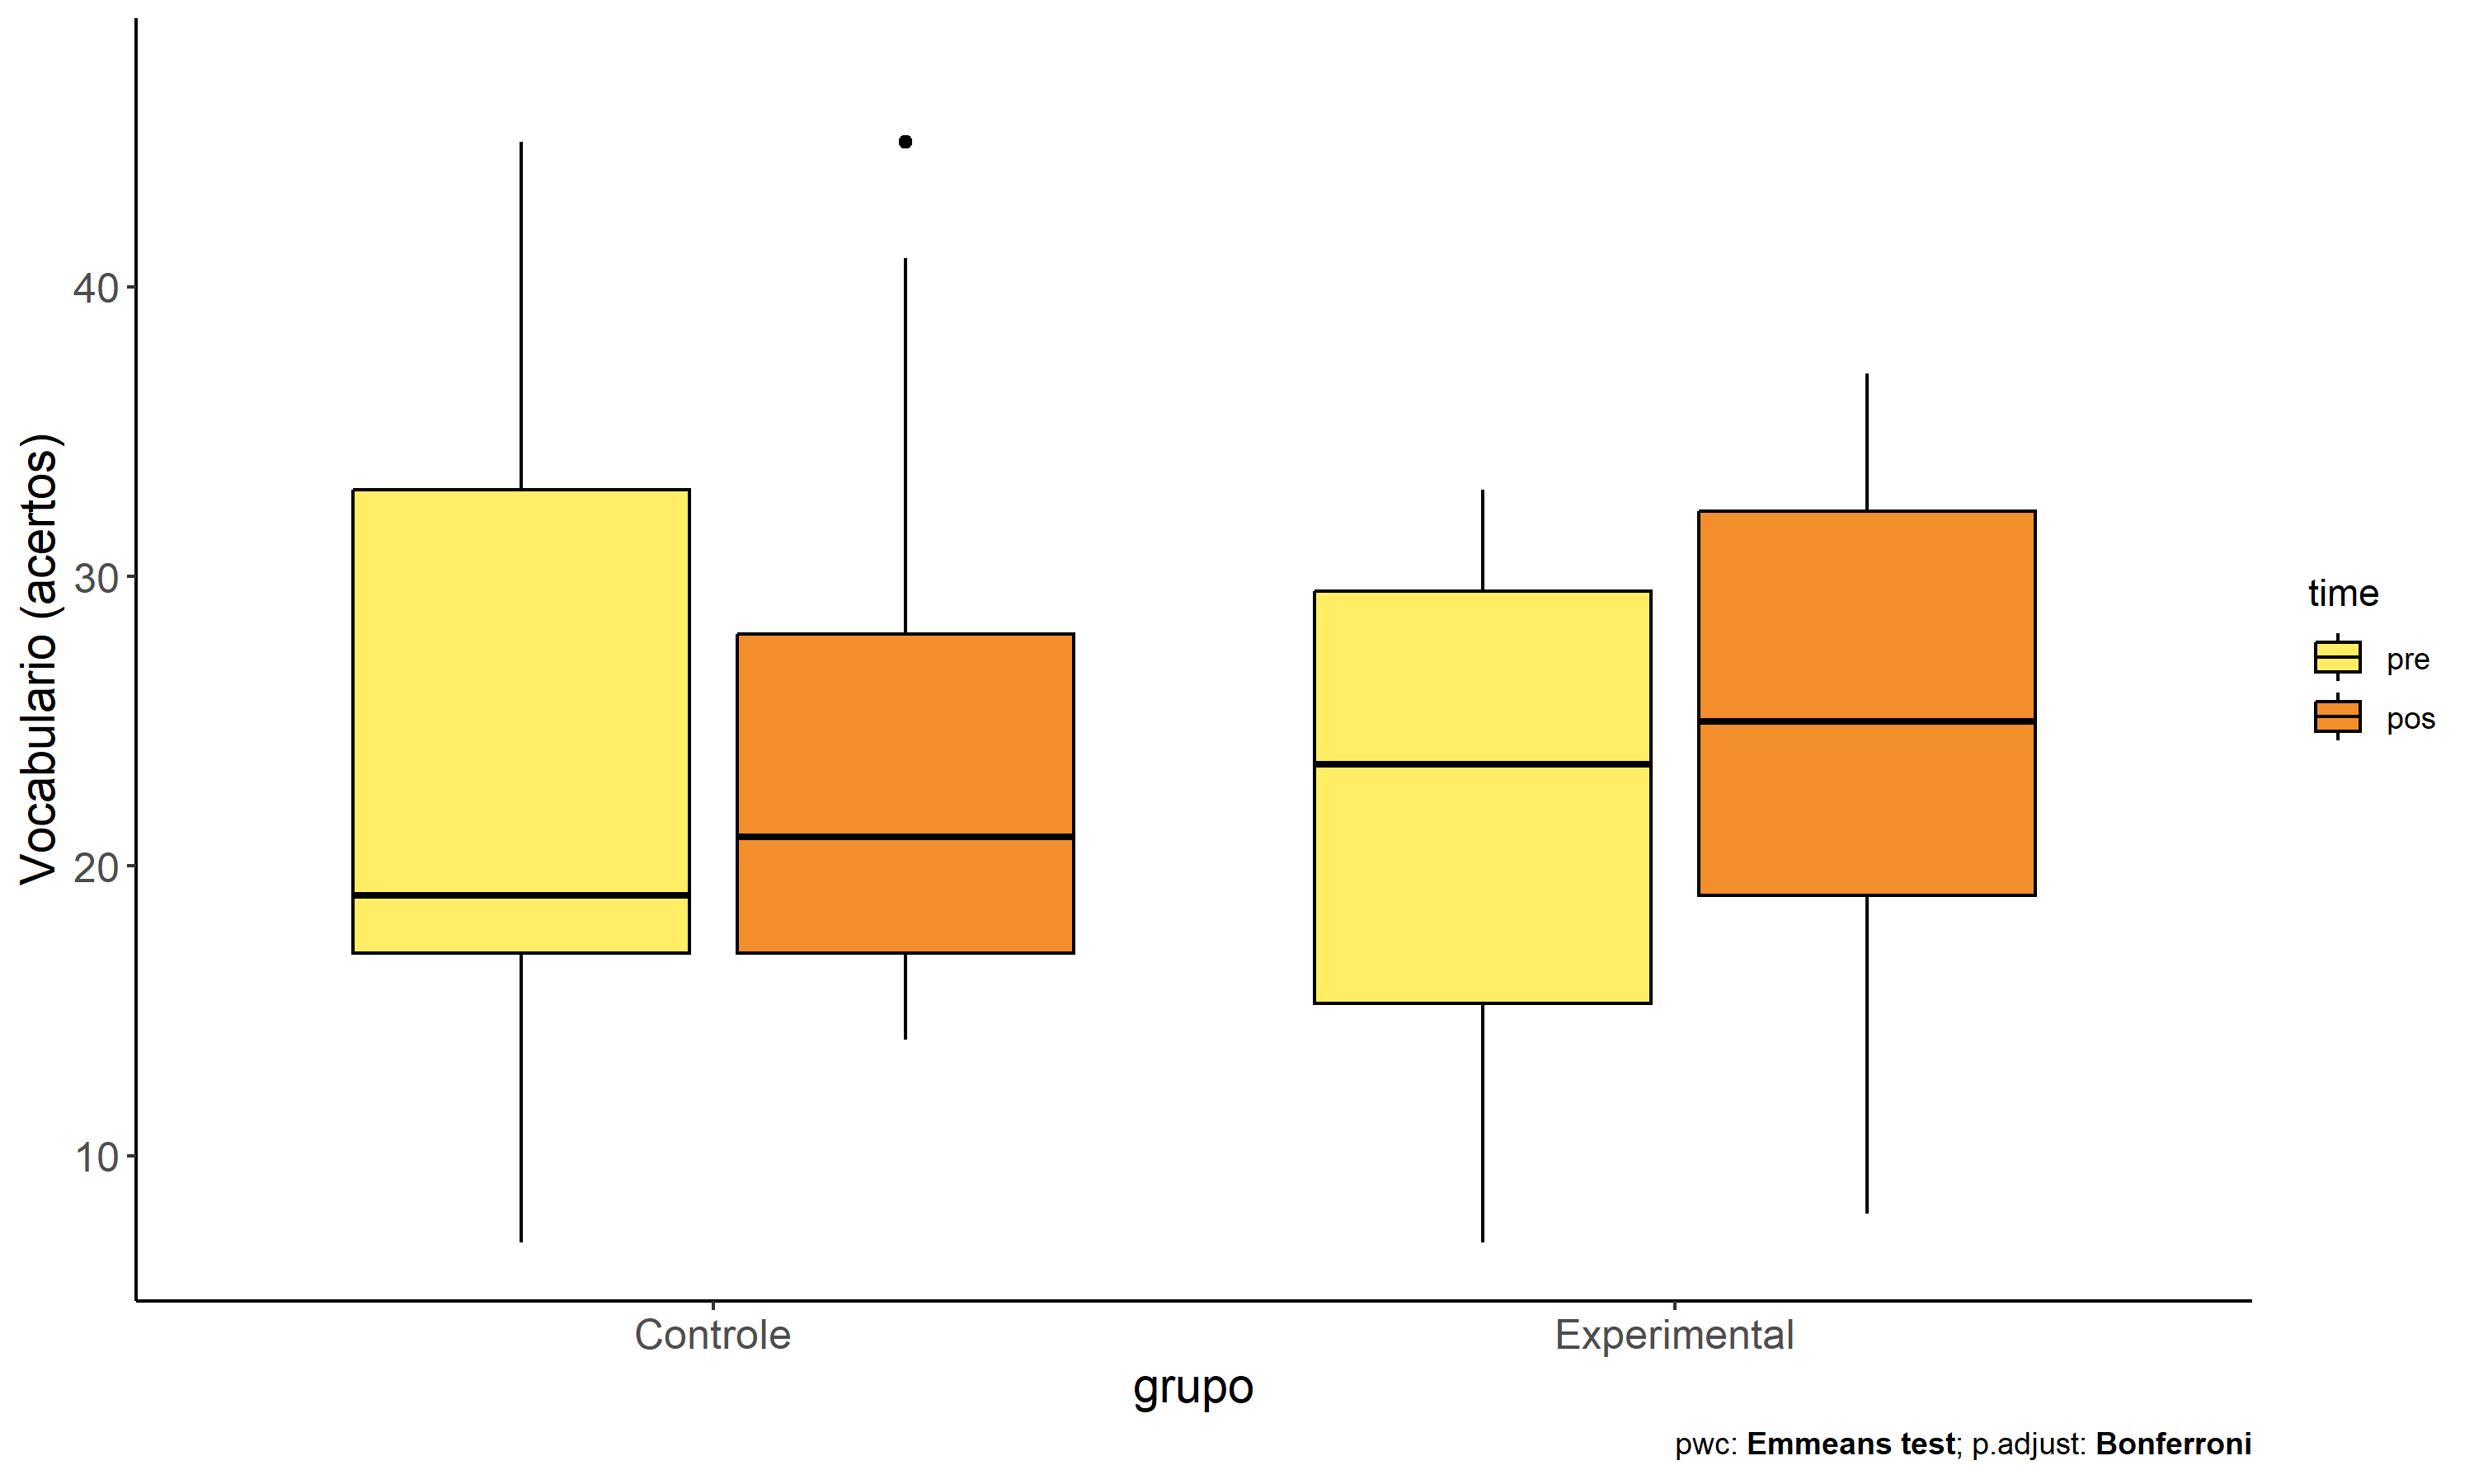 Vocabulario (acertos)
40
30
20
10
Controle
Experimental
grupo
time
pre
pos
pwc: Emmeans test; p.adjust: Bonferroni